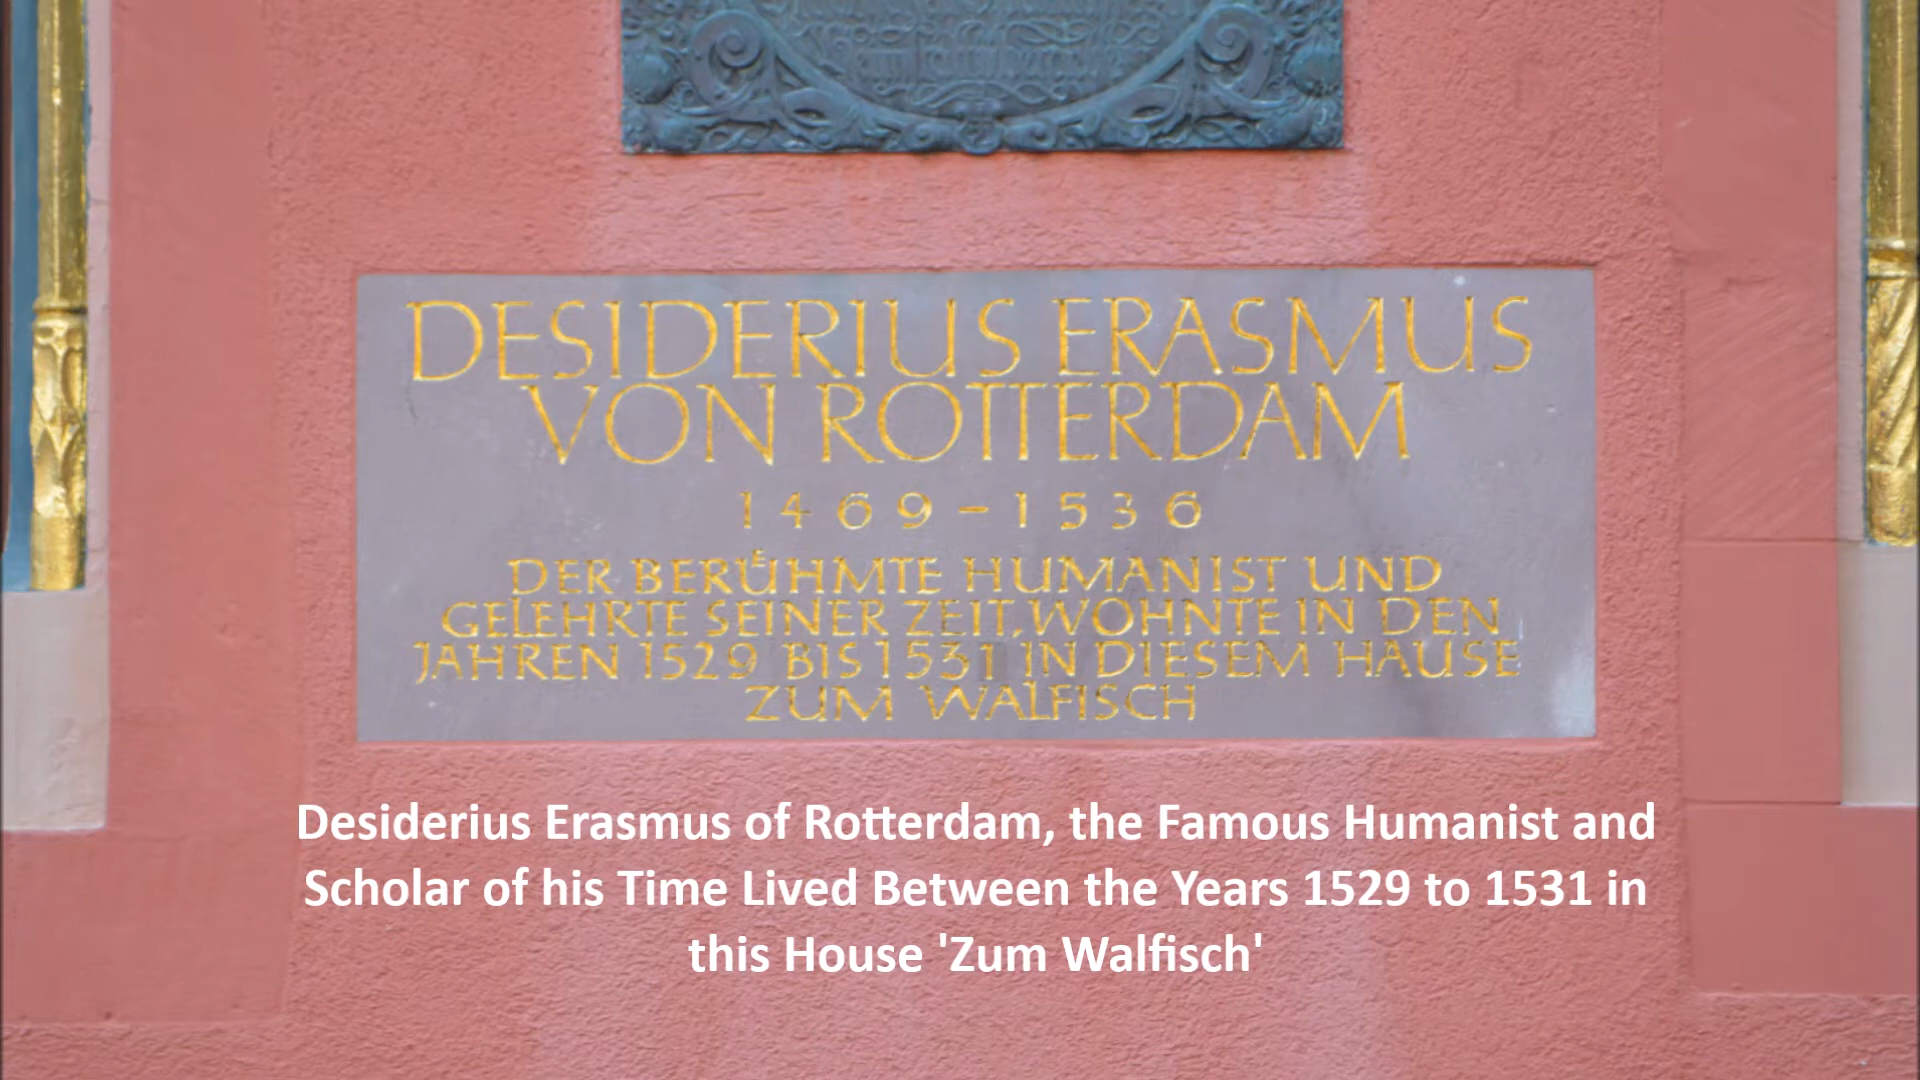 DESIDERIUS ERASMUS
VON ROTTERDAM
1469-1536
DER BERÜHMTE HUMANIST UND
GELEHRTE SEINER ZEIT, WOHNTE IN DEN
JAHREN 1529 BIS 1531 IN DIESEM HAUSE
ZUM WALFISCH
Desiderius Erasmus of Rotterdam, the Famous Humanist and
Scholar of his Time Lived Between the Years 1529 to 1531 in
this House 'Zum Walfisch'